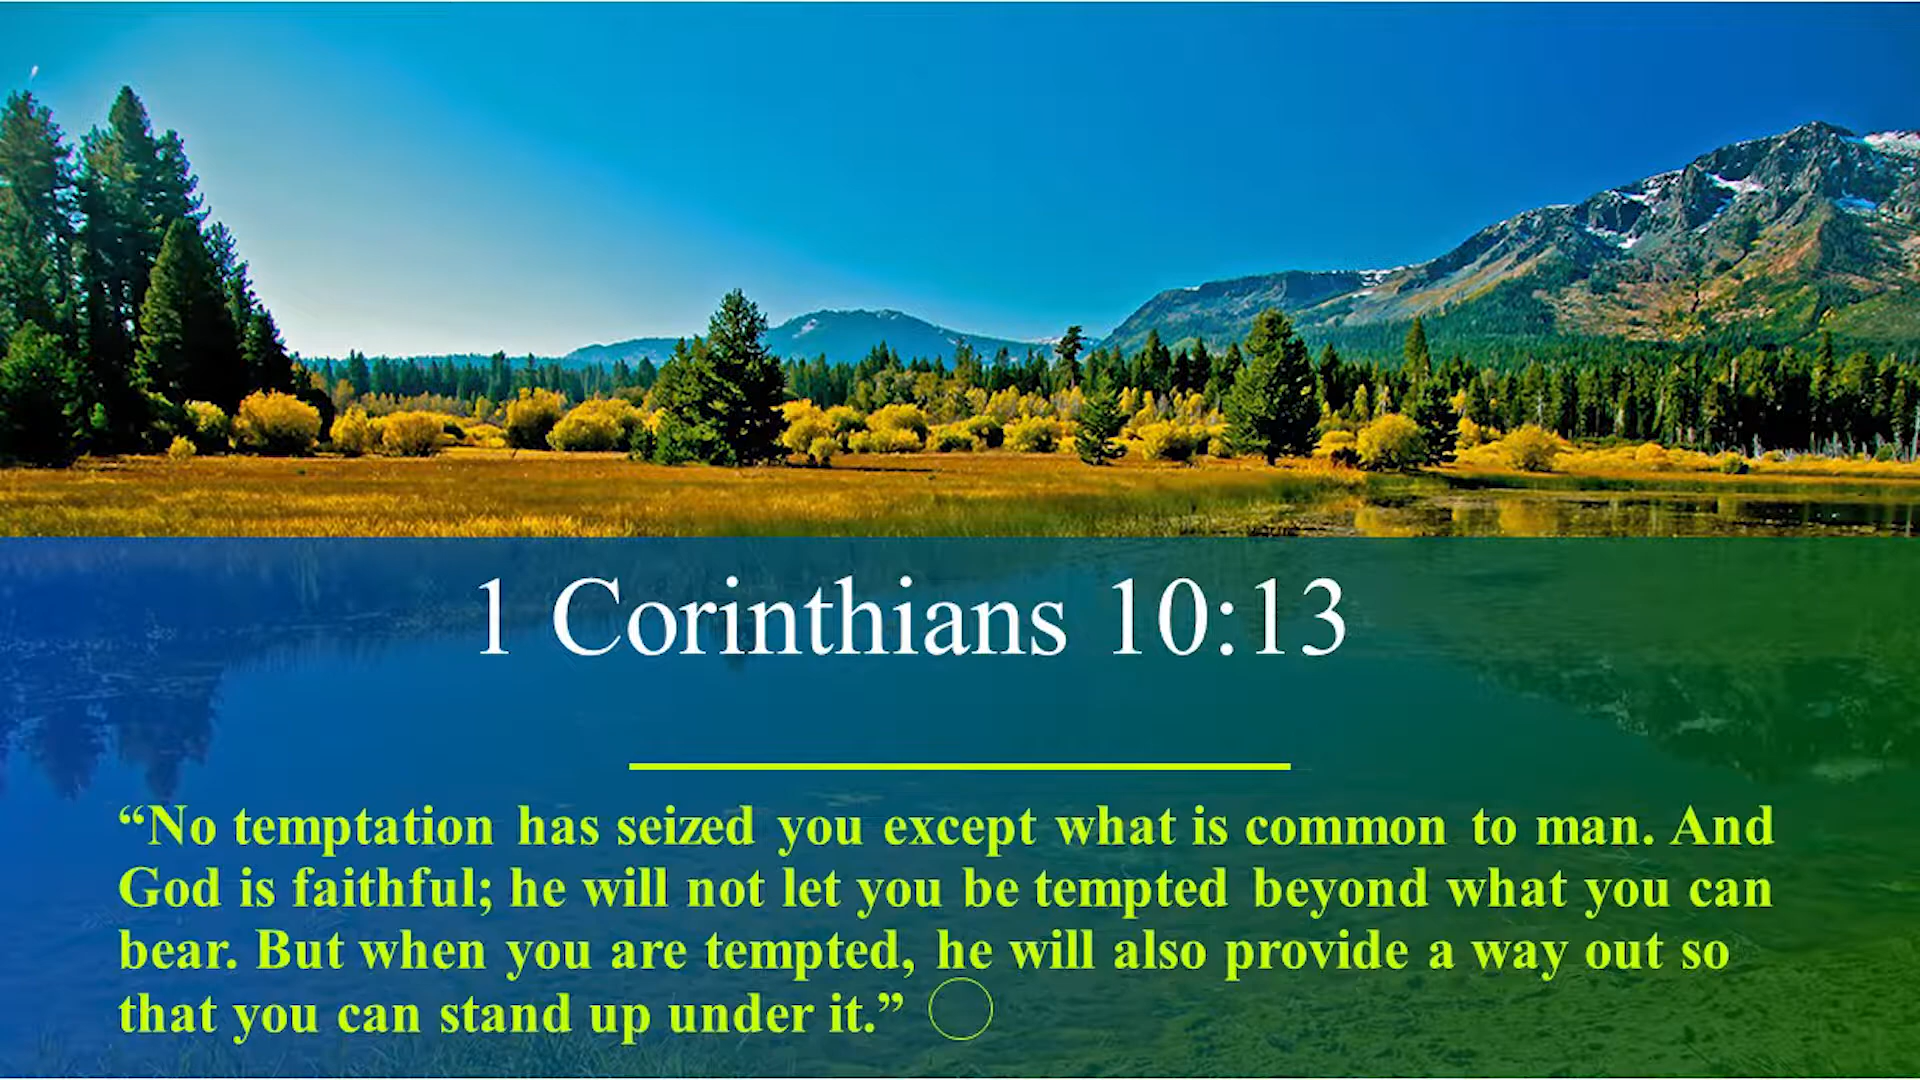 1 Corinthians 10:13
“No temptation has seized you except what is common to man. And
God is faithful; he will not let you be tempted beyond what you can
bear. But when you are tempted, he will also provide a way out so
that you can stand up under it.”